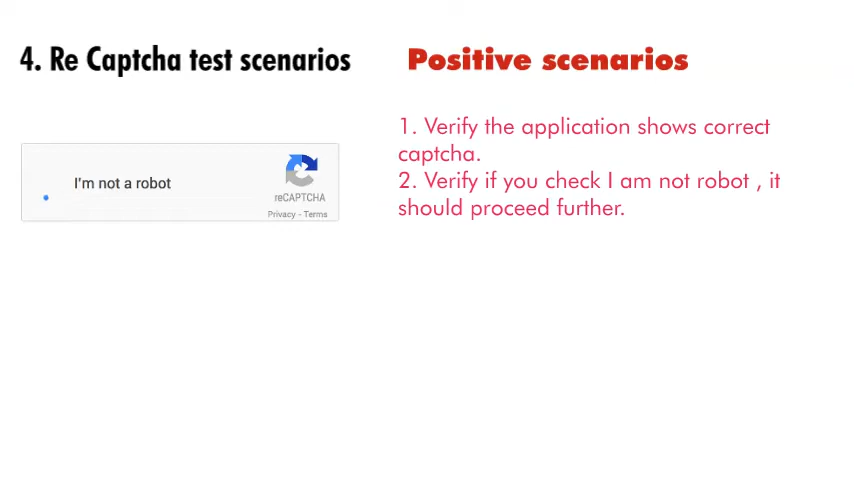 4. Re Captcha test scenarios
Positive scenarios
I'm not a robot
reCAPTCHA
Privacy - Terms
1. Verify the application shows correct
captcha.
2. Verify if you check I am not robot , it
should proceed further.